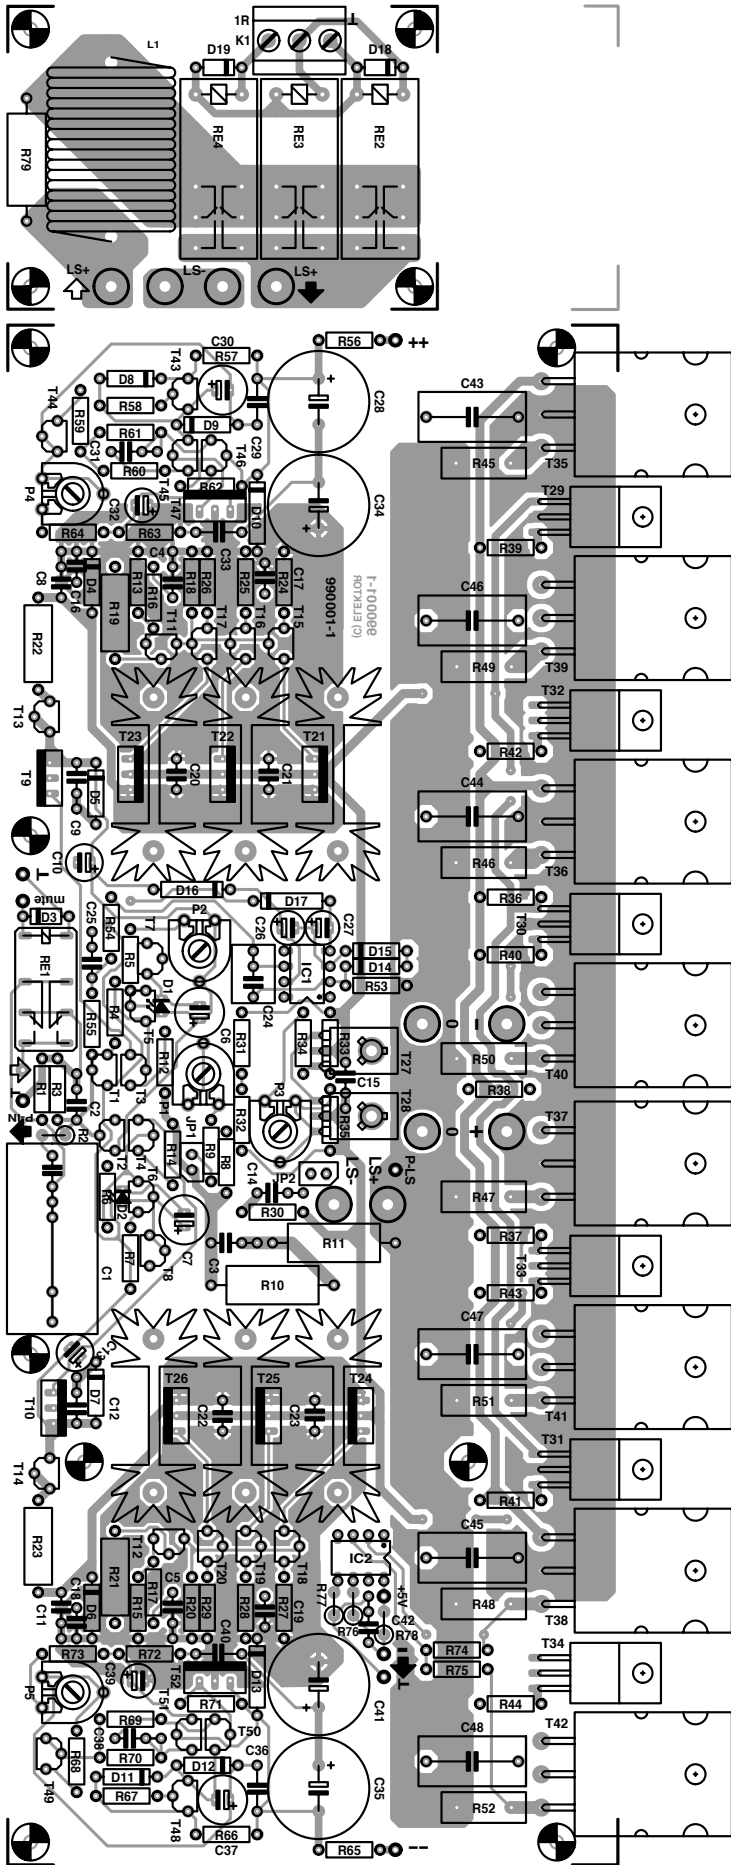 1R
K1
D19
D18
L1
RE4
RE3
RE2
R79
LS+
LS-
LS+
C30
R57
R56
++
T43
D8
R58
T44
R59
D9
C28
C43
R61
C31
C29
T46
R60
R45
T35
P4
C32
T45
T47
R62
D10
C34
T29
R64
R63
C33
R39
C8
C16
D4
R19
R13
R16
C4
R18
R26
R25
C17
R24
990001-1
990001-1
(C) ELEKTOR
C46
R22
T11
T17
T16
T15
R49
T39
T13
T32
T23
T22
T21
R42
T9
C9
D5
C20
C21
C44
C10
R46
T36
T
mute
D16
D17
R36
D3
C25
R54
T7
P2
C26
C27
T30
RE1
R5
IC1
D15
D14
R53
R40
D1
C24
R55
R4
T5
C6
0
-
R31
R34
R33
T27
R50
T40
R12
C15
R38
R1
R3
C2
T1
T3
P1
P3
T28
T37
R2
R32
R35
0
+
T2
T4
R14
JP1
R9
R8
C14
JP2
LS-
LS+
P-LS
R6
D2
T6
R47
R30
C7
C1
R7
T8
C3
R11
R37
T33
R10
R43
C13
C47
T10
D7
C12
T26
T25
T24
C22
C23
R51
T41
T31
T14
R23
R41
T12
T20
T19
T18
IC2
C45
R21
R17
C5
R77
+5V
C11
C18
D6
R15
R20
R29
R28
R27
C19
R76
C42
R78
R48
T38
R73
R72
C40
T52
D13
R74
R75
T34
P5
C39
T51
R71
C41
R44
R69
C38
T50
C48
T42
R70
R68
D12
C36
D11
T49
R67
T48
C35
R52
R66
C37
R65
--